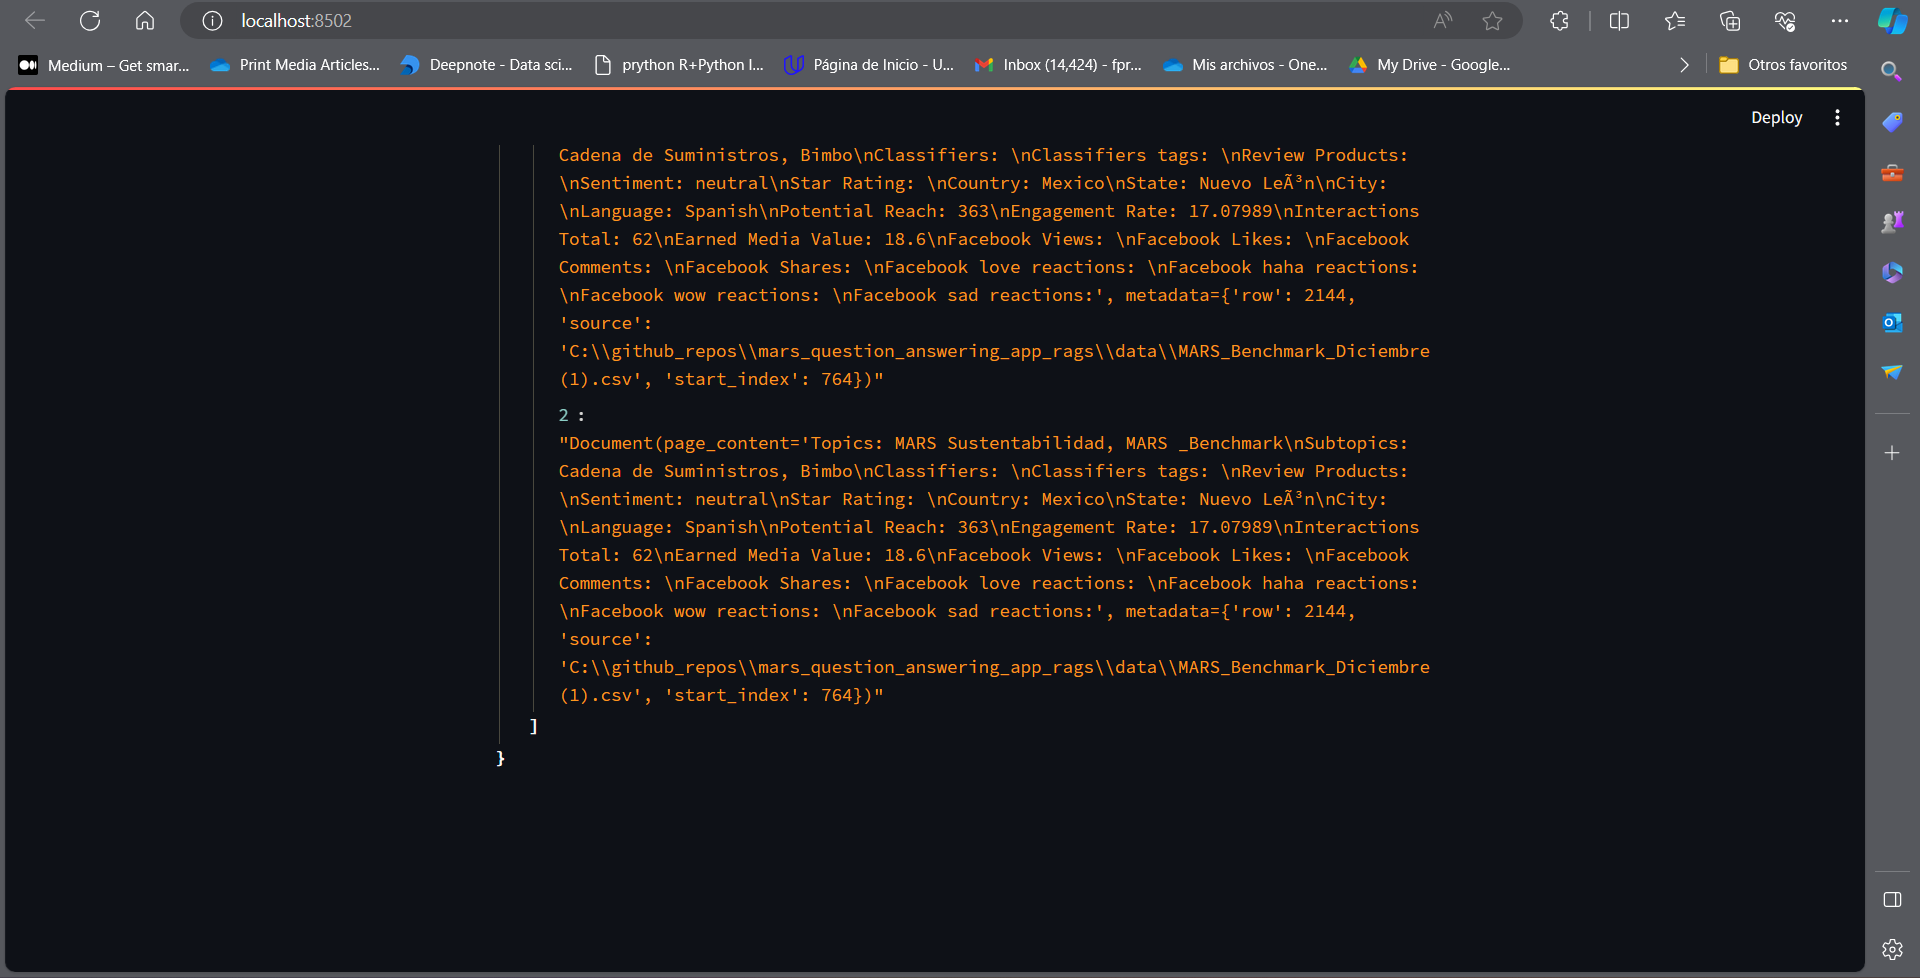 localhost:8502
Medium – Get smar...
Print Media Articles...
Deepnote - Data sci...
prython R+Python I...
Página de Inicio - U...
Inbox (14,424) - fpr...
Mis archivos - One...
My Drive - Google...
Otros favoritos
Deploy
Cadena de Suministros, Bimbo\nClassifiers: \nClassifiers tags: \nReview Products:
\nSentiment: neutral\nStar Rating: \nCountry: Mexico\nState: Nuevo LeÃ³n\nCity:
\nLanguage: Spanish\nPotential Reach: 363\nEngagement Rate: 17.07989\nInteractions
Total: 62\nEarned Media Value: 18.6\nFacebook Views: \nFacebook Likes: \nFacebook
Comments: \nFacebook Shares: \nFacebook love reactions: \nFacebook haha reactions:
\nFacebook wow reactions: \nFacebook sad reactions:', metadata={'row': 2144,
'source':
'C:\\github_repos\\mars_question_answering_app_rags\\data\\MARS_Benchmark_Diciembre
(1).csv', 'start_index': 764})"
2 :
"Document(page_content='Topics: MARS Sustentabilidad, MARS _Benchmark\nSubtopics:
Cadena de Suministros, Bimbo\nClassifiers: \nClassifiers tags: \nReview Products:
\nSentiment: neutral\nStar Rating: \nCountry: Mexico\nState: Nuevo LeÃ³n\nCity:
\nLanguage: Spanish\nPotential Reach: 363\nEngagement Rate: 17.07989\nInteractions
Total: 62\nEarned Media Value: 18.6\nFacebook Views: \nFacebook Likes: \nFacebook
Comments: \nFacebook Shares: \nFacebook love reactions: \nFacebook haha reactions:
\nFacebook wow reactions: \nFacebook sad reactions:', metadata={'row': 2144,
'source':
'C:\\github_repos\\mars_question_answering_app_rags\\data\\MARS_Benchmark_Diciembre
(1).csv', 'start_index': 764})"
]
}